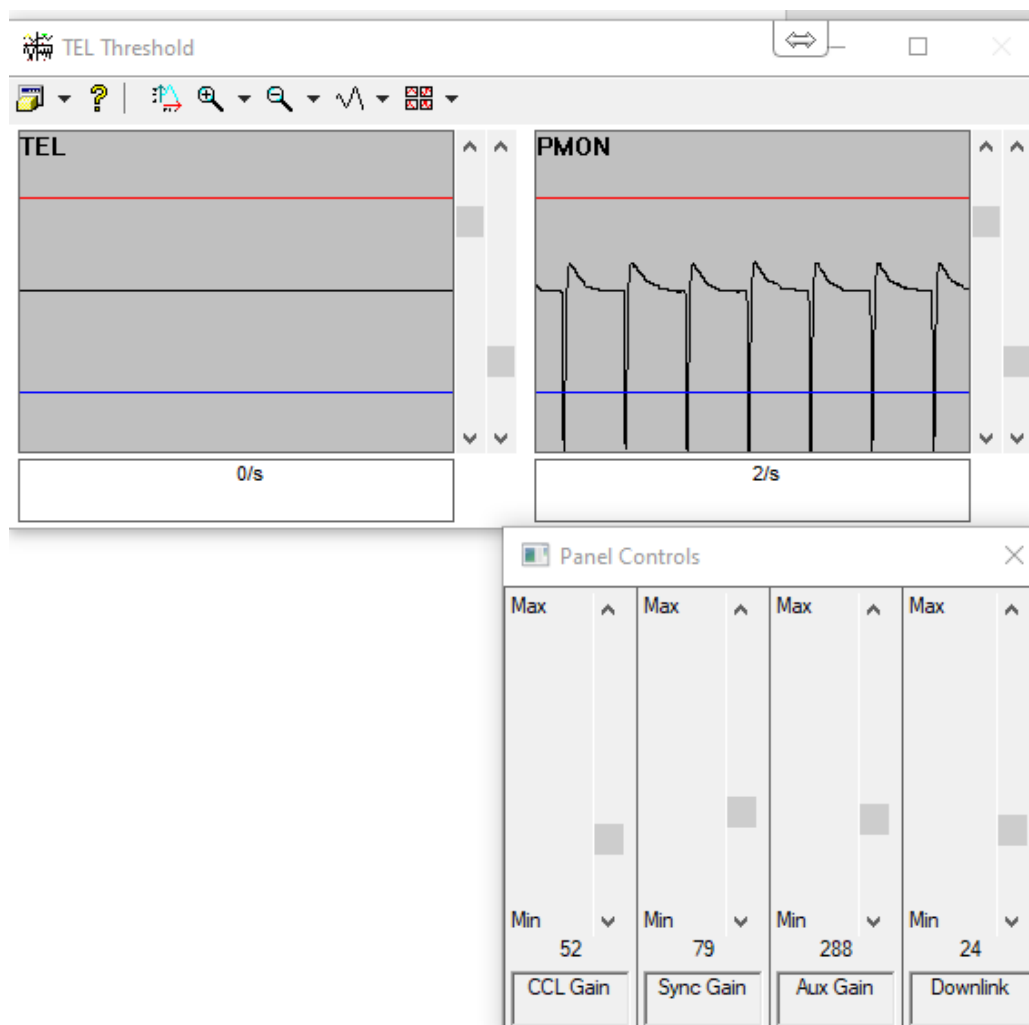 TEL Threshold
TEL
PMON
0/s
2/s
Panel Controls
Max Max Max Max
Min Min Min Min
52 79 288 24
CCL Gain Sync Gain Aux Gain Downlink